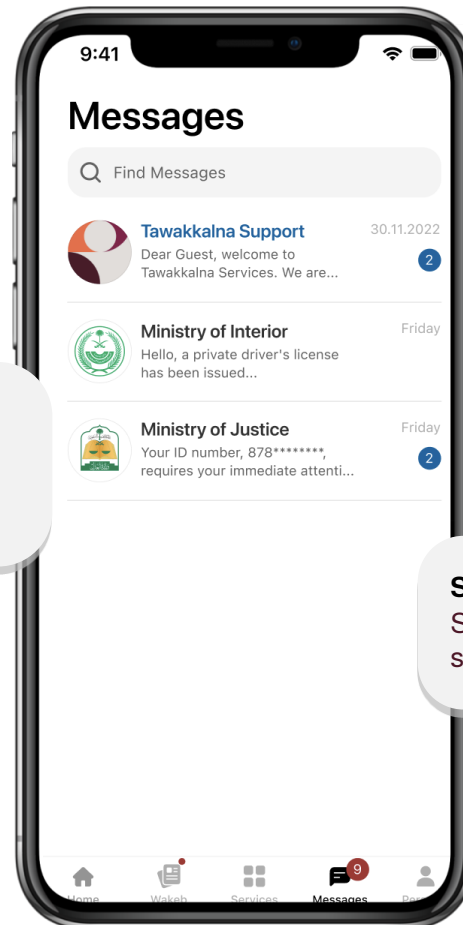 9:41
Messages
Find Messages
Tawakkalna Support
30.11.2022
Dear Guest, welcome to
Tawakkalna Services. We are...
2
Ministry of Interior
Friday
Hello, a private driver's license
has been issued...
Ministry of Justice
Friday
Your ID number, 878********,
requires your immediate attenti...
2
9
Home
Wakeb
Services
Messages